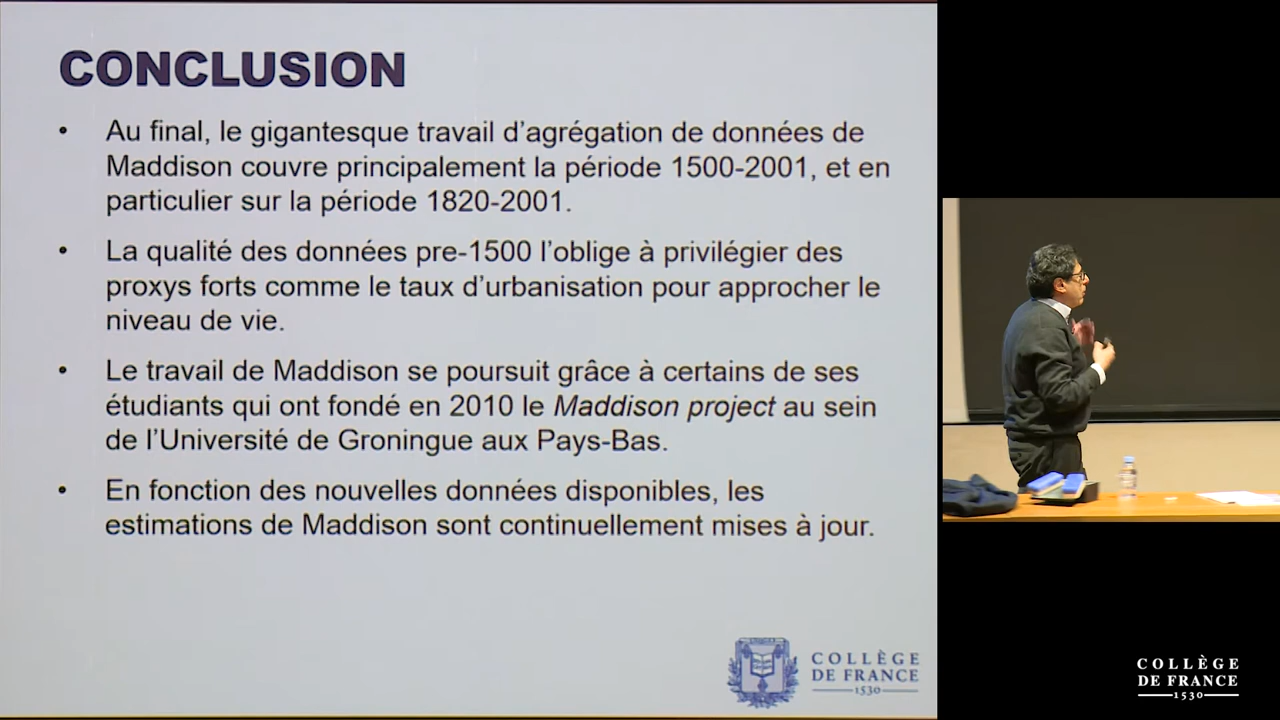 CONCLUSION
• Au final, le gigantesque travail d'agrégation de données de
Maddison couvre principalement la période 1500-2001, et en
particulier sur la période 1820-2001.
• La qualité des données pre-1500 l'oblige à privilégier des
proxys forts comme le taux d'urbanisation pour approcher le
niveau de vie.
• Le travail de Maddison se poursuit grâce à certains de ses
étudiants qui ont fondé en 2010 le Maddison project au sein
de l'Université de Groningue aux Pays-Bas.
• En fonction des nouvelles données disponibles, les
estimations de Maddison sont continuellement mises à jour.
COLLÈGE
DE FRANCE
1530
COLLÈGE
DE FRANCE
1530